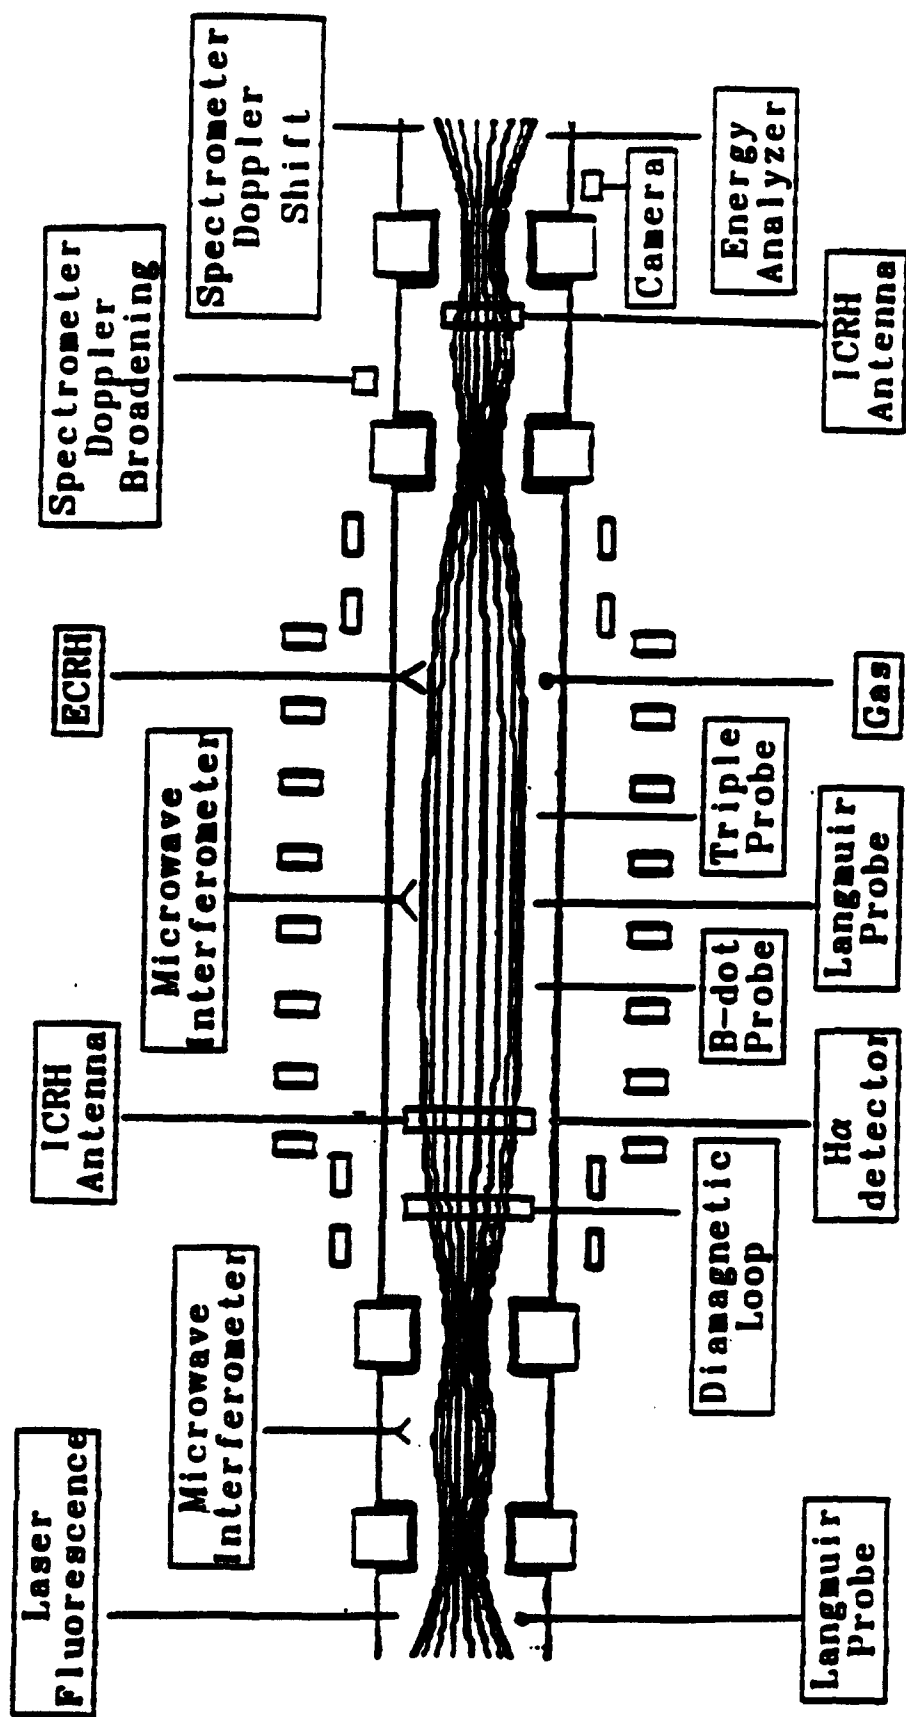 Laser
Fluorescence
Microwave
Interferometer
ICRH
Antenna
Microwave
Interferometer
ECRH
Spectrometer
Doppler
Broadening
Spectrometer
Doppler
Shift
Langmuir
Probe
Diamagnetic
Loop
Hα
detector
B-dot
Probe
Langmuir
Probe
Triple
Probe
Gas
ICRH
Antenna
Camera
Energy
Analyzer